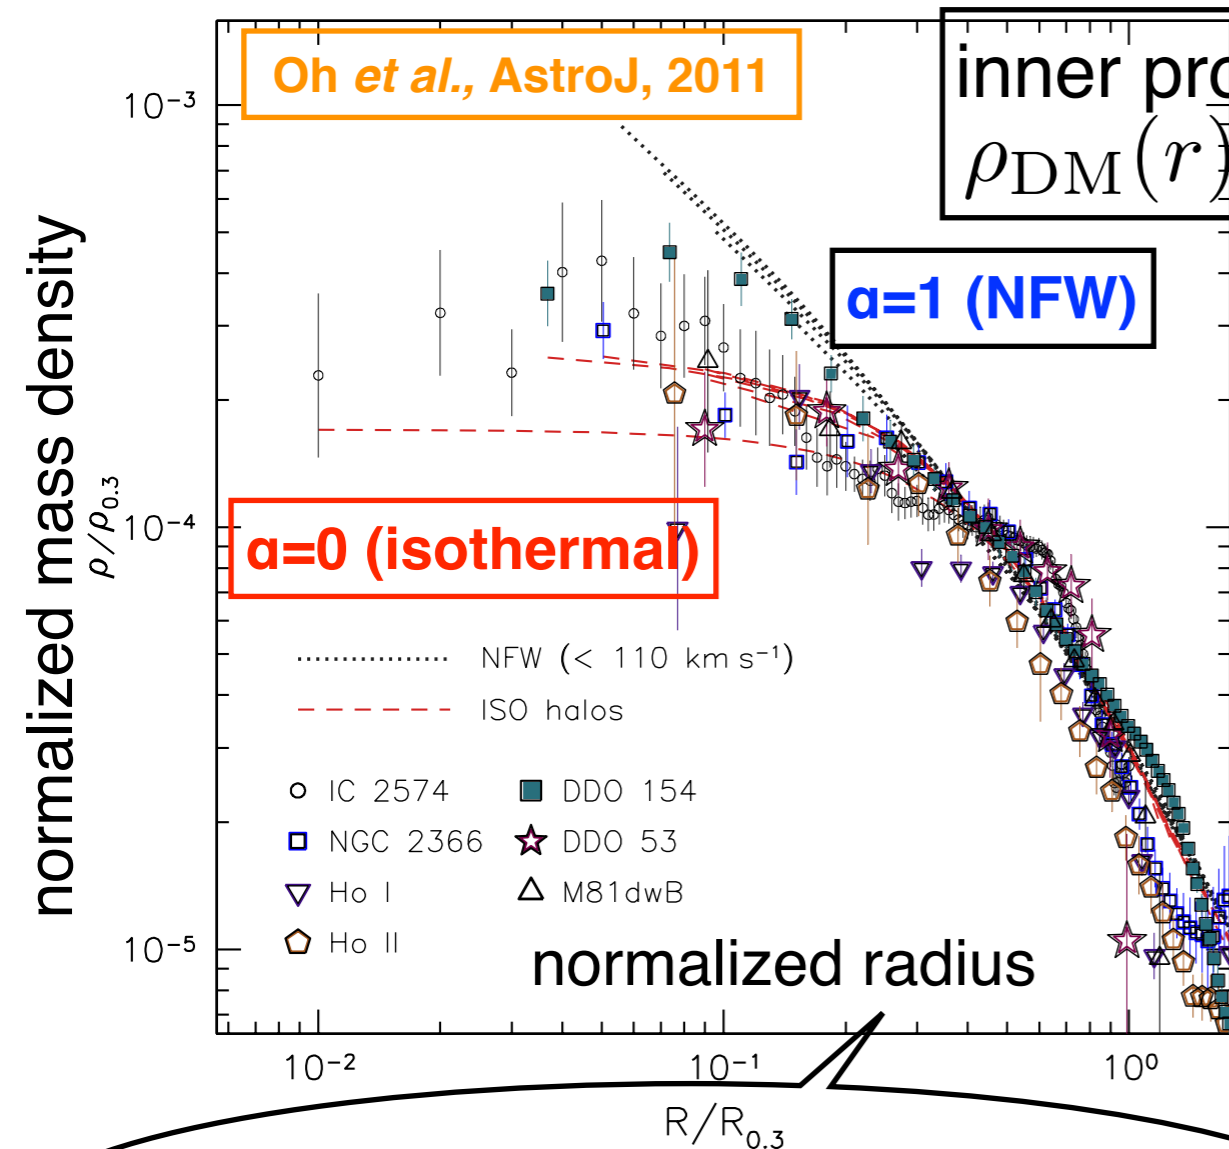 Oh et al., AstroJ, 2011
inner pro
ρDM(r)
α=1 (NFW)
α=0 (isothermal)
normalized mass density
ρ/ρ0.3
10⁻³
10⁻⁴
10⁻⁵
NFW (< 110 km s⁻¹)
ISO halos
IC 2574
DDO 154
NGC 2366
DDO 53
Ho I
M81dwB
Ho II
normalized radius
10⁻²
10⁻¹
10⁰
R/R0.3